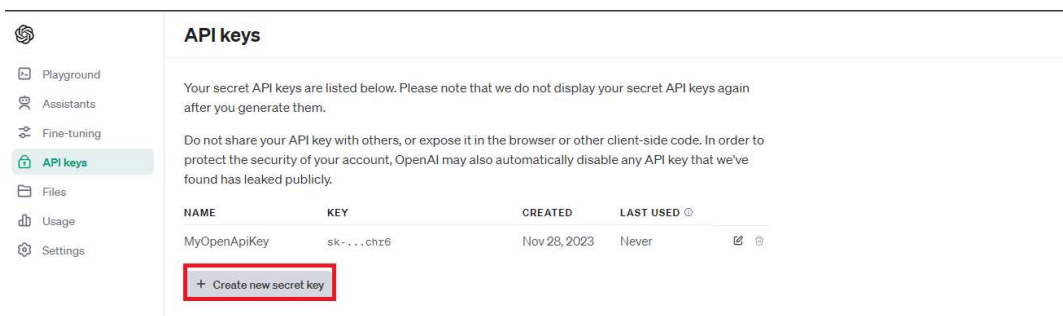 API keys
Playground
Assistants
Fine-tuning
API keys
Files
Usage
Settings
Your secret API keys are listed below. Please note that we do not display your secret API keys again
after you generate them.
Do not share your API key with others, or expose it in the browser or other client-side code. In order to
protect the security of your account, OpenAI may also automatically disable any API key that we've
found has leaked publicly.
NAME KEY CREATED LAST USED
MyOpenApiKey sk-...chr6 Nov 28, 2023 Never
+ Create new secret key